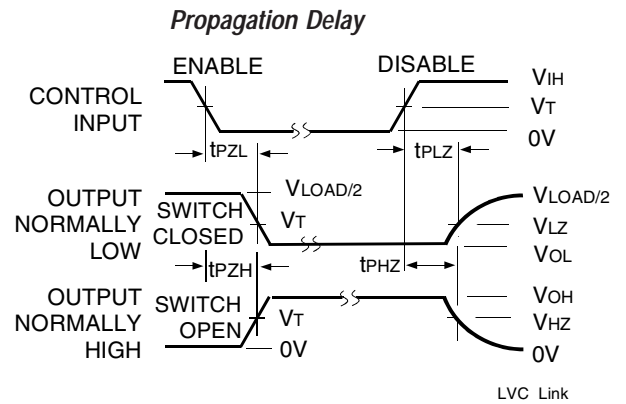 Propagation Delay
ENABLE
DISABLE
CONTROL
INPUT
VIH
VT
0V
tPZL
tPLZ
OUTPUT
NORMALLY
LOW
SWITCH
CLOSED
VLOAD/2
VT
VLOAD/2
VLZ
VOL
tPZH
tPHZ
OUTPUT
NORMALLY
HIGH
SWITCH
OPEN
VT
0V
VOH
VHZ
0V
LVC Link